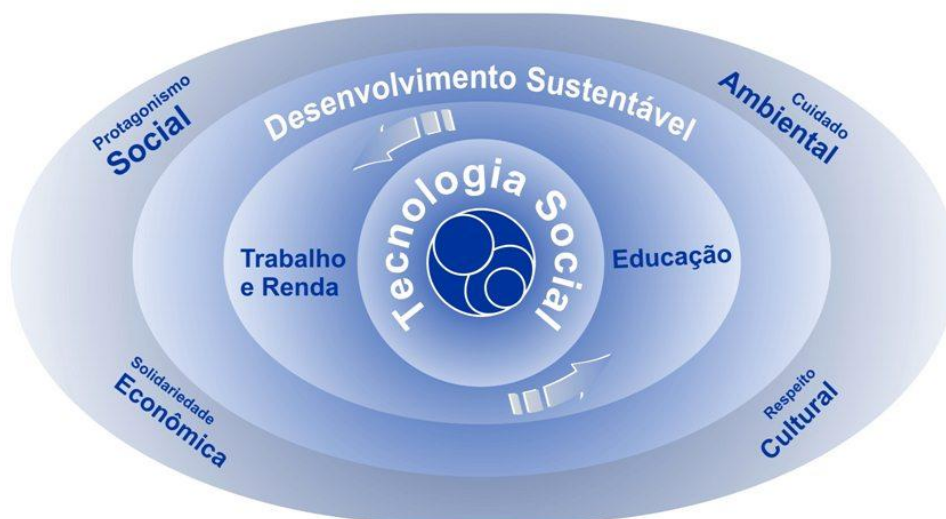 Protagonismo
Social
Desenvolvimento Sustentável
Cuidado
Ambiental
Tecnologia Social
Trabalho
e Renda
Educação
Solidariedade
Econômica
Respeito
Cultural